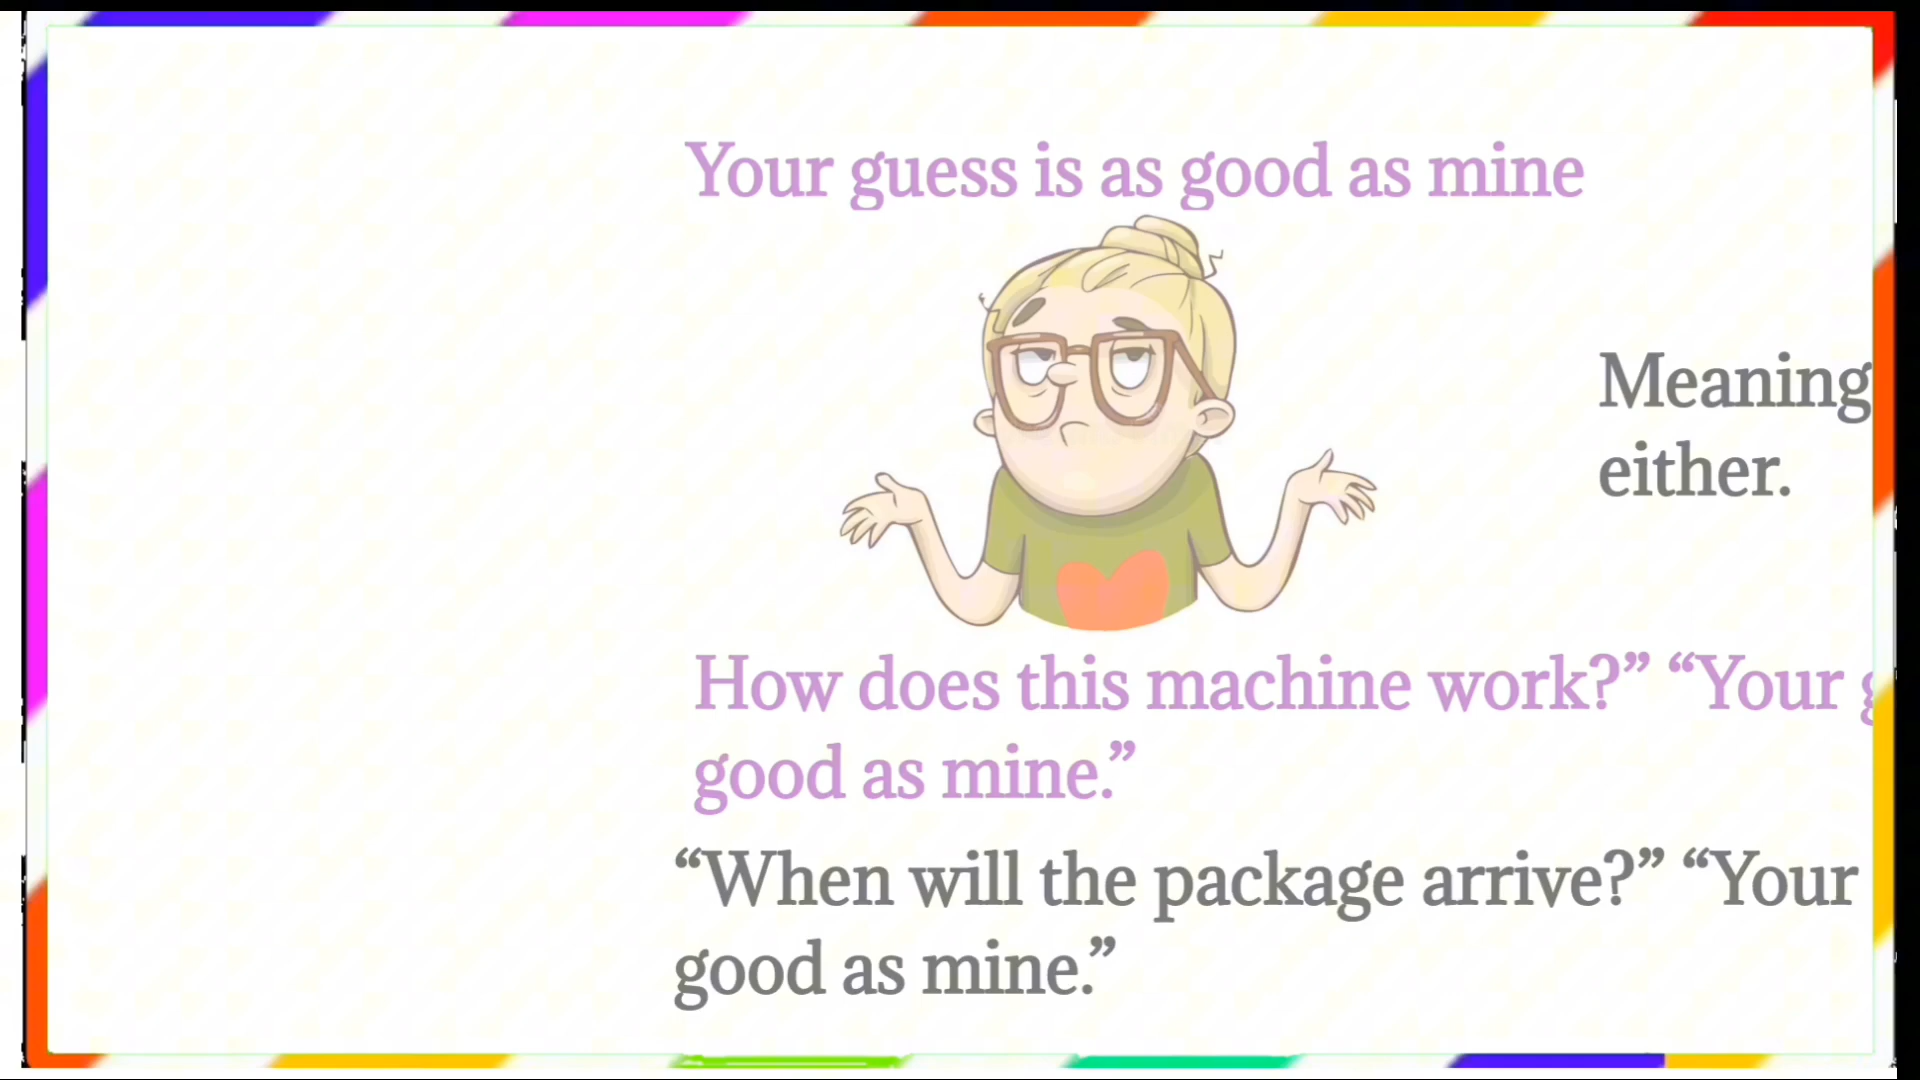 Your guess is as good as mine
Meaning
either.
How does this machine work?” “Your
good as mine.”
“When will the package arrive?” “Your
good as mine.”